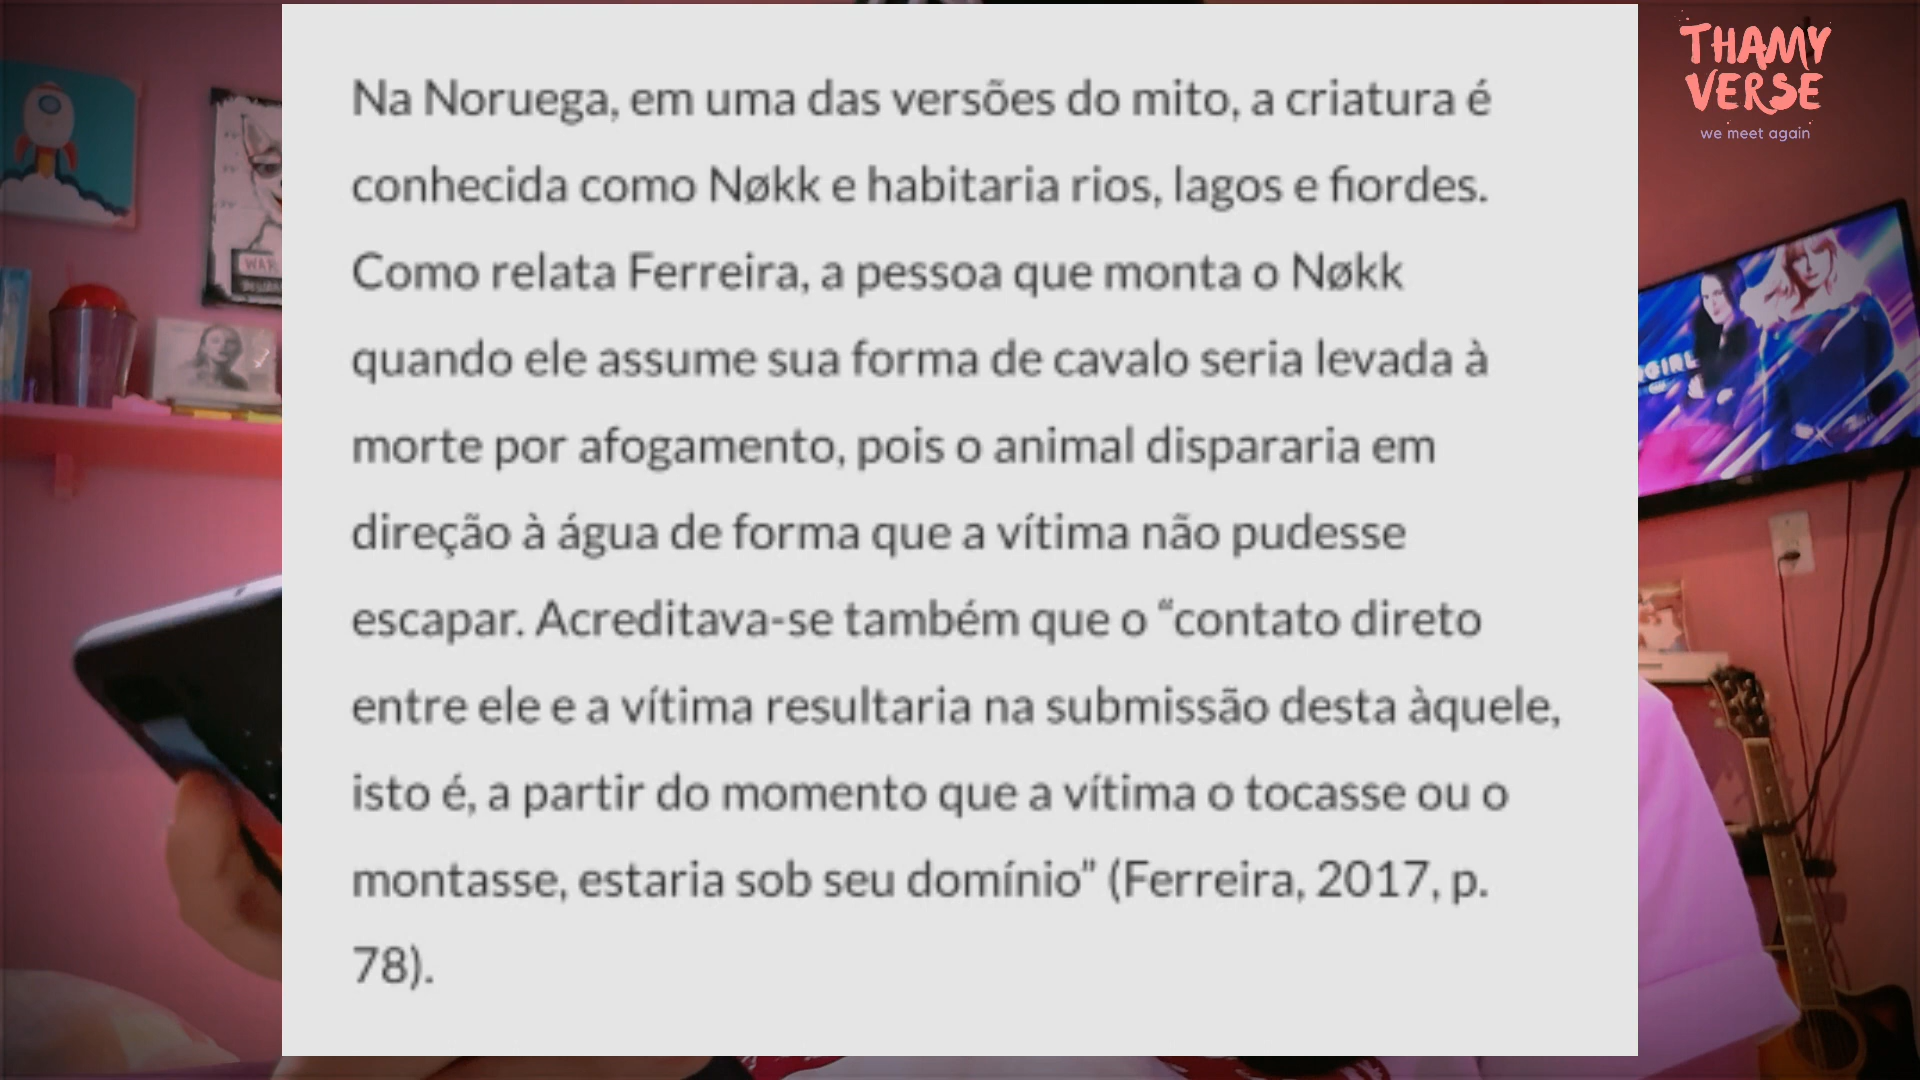 Na Noruega, em uma das versões do mito, a criatura é
conhecida como Nøkk e habitaria rios, lagos e fiordes.
Como relata Ferreira, a pessoa que monta o Nøkk
quando ele assume sua forma de cavalo seria levada à
morte por afogamento, pois o animal dispararia em
direção à água de forma que a vítima não pudesse
escapar. Acreditava-se também que o “contato direto
entre ele e a vítima resultaria na submissão desta àquele,
isto é, a partir do momento que a vítima o tocasse ou o
montasse, estaria sob seu domínio” (Ferreira, 2017, p.
78).
THAMY
VERSE
we meet again
WAR